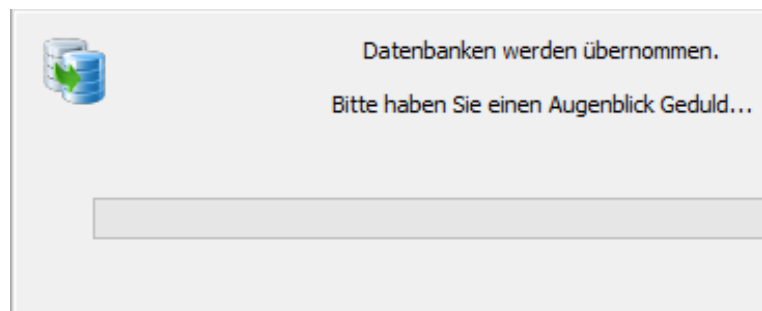 Datenbanken werden übernommen.
Bitte haben Sie einen Augenblick Geduld...